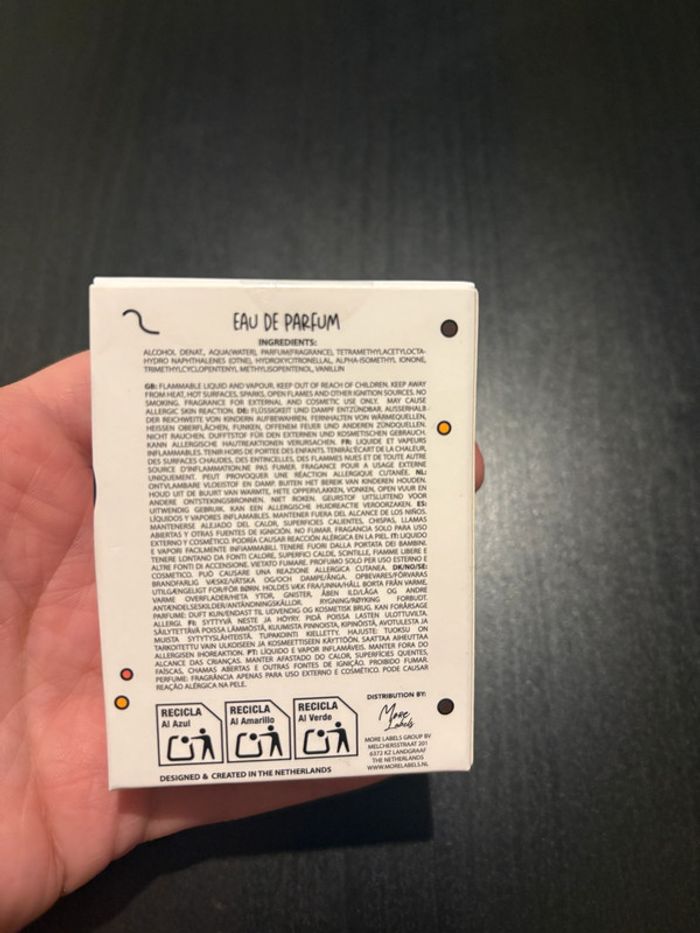 EAU DE PARFUM
INGREDIENTS:
ALCOHOL DENAT., AQUA(WATER), PARFUM(FRAGRANCE), TETRAMETHYLACETYLOCTA-
HYDRO NAPHTHALENES (OTNE), HYDROXYCITRONELLAL, ALPHA-ISOMETHYL IONONE,
TRIMETHYLCYCLOPENTENYL METHYLISOPENTENOL, VANILLIN
GB: FLAMMABLE LIQUID AND VAPOUR. KEEP OUT OF REACH OF CHILDREN. KEEP AWAY
FROM HEAT, HOT SURFACES, SPARKS, OPEN FLAMES AND OTHER IGNITION SOURCES. NO
SMOKING. FRAGRANCE FOR EXTERNAL AND COSMETIC USE ONLY. MAY CAUSE
ALLERGIC SKIN REACTION. DE: FLÜSSIGKEIT UND DAMPF ENTZÜNDBAR. AUSSERHALB
DER REICHWEITE VON KINDERN AUFBEWAHREN. FERNHALTEN VON WÄRMEQUELLEN,
HEISSEN OBERFLÄCHEN, FUNKEN, OFFENEM FEUER UND ANDEREN ZÜNDQUELLEN.
NICHT RAUCHEN. DUFTSTOFF FÜR DEN EXTERNEN UND KOSMETISCHEN GEBRAUCH.
KANN ALLERGISCHE HAUTREAKTIONEN VERURSACHEN. FR: LIQUIDE ET VAPEURS
INFLAMMABLES. TENIR HORS DE PORTEE DES ENFANTS. TENIR À L'ÉCART DE LA CHALEUR,
DES SURFACES CHAUDES, DES ENTINCELLES, DES FLAMMES NUES ET DE TOUTE AUTRE
SOURCE D'INFLAMMATION.NE PAS FUMER. FRAGANCE POUR A USAGE EXTERNE
UNIQUEMENT. PEUT PROVOQUER UNE RÉACTION ALLERGIQUE CUTANÉE. NL:
ONTVLAMBARE VLOEISTOF EN DAMP. BUITEN HET BEREIK VAN KINDEREN HOUDEN.
HOUD UIT DE BUURT VAN WARMTE, HETE OPPERVLAKKEN, VONKEN, OPEN VUUR EN
ANDERE ONTSTEKINGSBRONNEN. NIET ROKEN. GEURSTOF UITSLUITEND VOOR
UITWENDIG GEBRUIK, KAN EEN ALLERGISCHE HUIDREACTIE VEROORZAKEN. ES:
LÍQUIDOS Y VAPORES INFLAMABLES. MANTENER FUERA DEL ALCANCE DE LOS NIÑOS.
MANTENERSE ALEJADO DEL CALOR, SUPERFICIES CALIENTES, CHISPAS, LLAMAS
ABIERTAS Y OTRAS FUENTES DE IGNICIÓN. NO FUMAR. FRAGANCIA SOLO PARA USO
EXTERNO Y COSMÉTICO. PODRÍA CAUSAR REACCIÓN ALÉRGICA EN LA PIEL. IT: LIQUIDO
E VAPORI FACILMENTE INFIAMMABILI. TENERE FUORI DALLA PORTATA DEI BAMBINI.
TENERE LONTANO DA FONTI CALORE, SUPERFICI CALDE, SCINTILLE, FIAMME LIBERE E
ALTRE FONTI DI ACCENSIONE. VIETATO FUMARE. PROFUMO SOLO PER USO ESTERNO E
COSMETICO. PUÒ CAUSARE UNA REAZIONE ALLERGICA CUTANEA. DK/NO/SE:
BRANDFARLIG VÆSKE/VÄTSKA OG/OCH DAMPE/ÅNGA. OPBEVARES/FÖRVARAS
UTILGÆNGELIGT FOR/FÖR BØRN. HOLDES VÆK FRA/UNNA/HÅLL BORTA FRÅN VARME,
VARME OVERFLADER/HETA YTOR, GNISTER, ÅBEN ILD/LÅGA OG ANDRE
ANTÆNDELSESKILDER/ANTÄNDNINGSKÄLLOR. RYGNING/RØYKING FORBUDT.
PARFUME: DUFT KUN/ENDAST TIL UDVENDIG OG KOSMETISK BRUG. KAN FORÅRSAGE
ALLERGI. FI: SYTTYVÄ NESTE JA HÖYRY. PIDÄ POISSA LASTEN ULOTTUVILTA.
SÄILYTETTÄVÄ POISSA LÄMMÖSTÄ, KUUMISTA PINNOISTA, KIPINÖISTÄ, AVOTULESTA JA
MUISTA SYTYTYSLÄHTEISTÄ. TUPAKOINTI KIELLETTY. HAJUSTE: TUOKSU ON
TARKOITETTU VAIN ULKOISEEN JA KOSMEETTISEEN KÄYTTÖÖN. SAATTAA AIHEUTTAA
ALLERGISEN IHOREAKTION. PT: LÍQUIDO E VAPOR INFLAMÁVEIS. MANTER FORA DO
ALCANCE DAS CRIANÇAS. MANTER AFASTADO DO CALOR, SUPERFÍCIES QUENTES,
FAÍSCAS, CHAMAS ABERTAS E OUTRAS FONTES DE IGNIÇÃO. PROIBIDO FUMAR.
PERFUME: FRAGRÂNCIA APENAS PARA USO EXTERNO E COSMÉTICO. PODE CAUSAR
REAÇÃO ALÉRGICA NA PELE.
RECICLA
Al Azul
RECICLA
Al Amarillo
RECICLA
Al Verde
DESIGNED & CREATED IN THE NETHERLANDS
DISTRIBUTION BY:
More
Labels
MORE LABELS GROUP BV
MELCHERSSTRAAT 201
6372 KZ LANDGRAAF
THE NETHERLANDS
WWW.MORELABELS.NL